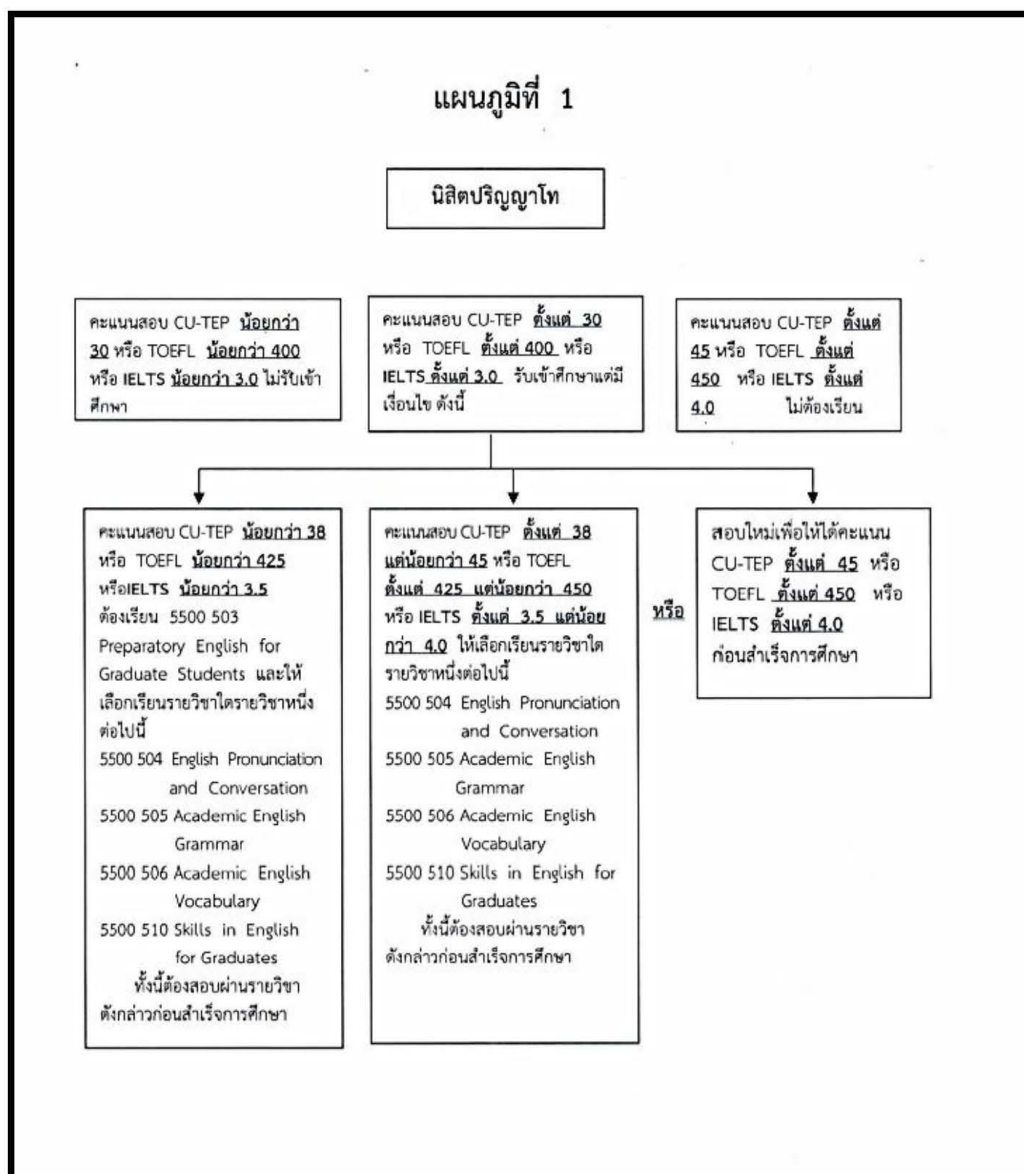 แผนภูมิที่ 1
นิสิตปริญญาโท
คะแนนสอบ CU-TEP น้อยกว่า
30 หรือ TOEFL น้อยกว่า 400
หรือ IELTS น้อยกว่า 3.0 ไม่รับเข้า
ศึกษา
คะแนนสอบ CU-TEP ตั้งแต่ 30
หรือ TOEFL ตั้งแต่ 400 หรือ
IELTS ตั้งแต่ 3.0 รับเข้าศึกษาแต่มี
เงื่อนไข ดังนี้
คะแนนสอบ CU-TEP ตั้งแต่
45 หรือ TOEFL ตั้งแต่
450 หรือ IELTS ตั้งแต่
4.0 ไม่ต้องเรียน
คะแนนสอบ CU-TEP น้อยกว่า 38
หรือ TOEFL น้อยกว่า 425
หรือIELTS น้อยกว่า 3.5
ต้องเรียน 5500 503
Preparatory English for
Graduate Students และให้
เลือกเรียนรายวิชาใดรายวิชาหนึ่ง
ต่อไปนี้
5500 504 English Pronunciation
and Conversation
5500 505 Academic English
Grammar
5500 506 Academic English
Vocabulary
5500 510 Skills in English
for Graduates
ทั้งนี้ต้องสอบผ่านรายวิชา
ดังกล่าวก่อนสำเร็จการศึกษา
คะแนนสอบ CU-TEP ตั้งแต่ 38
แต่น้อยกว่า 45 หรือ TOEFL
ตั้งแต่ 425 แต่น้อยกว่า 450
หรือ IELTS ตั้งแต่ 3.5 แต่น้อย
กว่า 4.0 ให้เลือกเรียนรายวิชาใด
รายวิชาหนึ่งต่อไปนี้
5500 504 English Pronunciation
and Conversation
5500 505 Academic English
Grammar
5500 506 Academic English
Vocabulary
5500 510 Skills in English for
Graduates
ทั้งนี้ต้องสอบผ่านรายวิชา
ดังกล่าวก่อนสำเร็จการศึกษา
หรือ
สอบใหม่เพื่อให้ได้คะแนน
CU-TEP ตั้งแต่ 45 หรือ
TOEFL ตั้งแต่ 450 หรือ
IELTS ตั้งแต่ 4.0
ก่อนสำเร็จการศึกษา